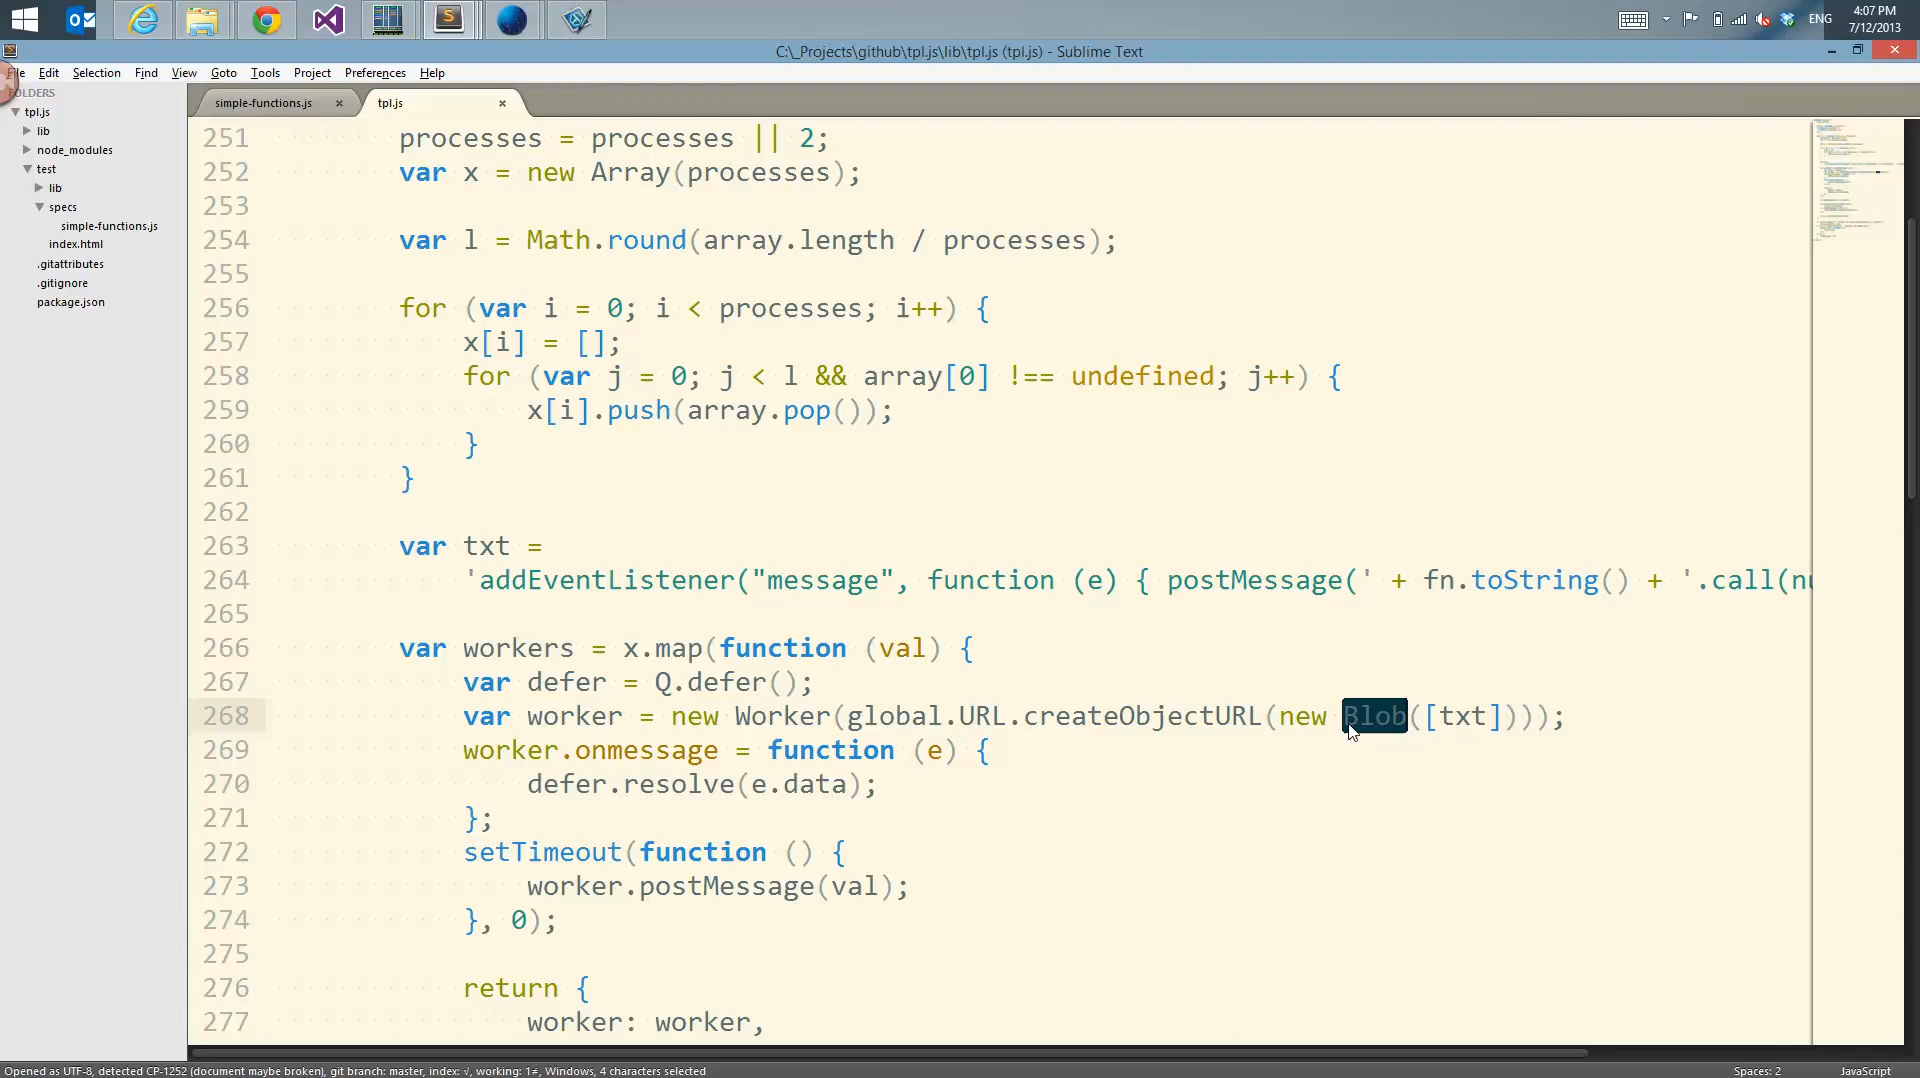 4:07 PM
ENG
7/12/2013
C:\_Projects\github\tpl.js\lib\tpl.js (tpl.js) - Sublime Text
File Edit Selection Find View Goto Tools Project Preferences Help
FOLDERS
tpl.js
lib
node_modules
test
lib
specs
simple-functions.js
index.html
.gitattributes
.gitignore
package.json
simple-functions.js × tpl.js ×
251 processes = processes || 2;
252 var x = new Array(processes);
253
254 var l = Math.round(array.length / processes);
255
256 for (var i = 0; i < processes; i++) {
257 x[i] = [];
258 for (var j = 0; j < l && array[0] !== undefined; j++) {
259 x[i].push(array.pop());
260 }
261 }
262
263 var txt =
264 'addEventListener("message", function (e) { postMessage(' + fn.toString() + '.call(nu
265
266 var workers = x.map(function (val) {
267 var defer = Q.defer();
268 var worker = new Worker(global.URL.createObjectURL(new Blob([txt])));
269 worker.onmessage = function (e) {
270 defer.resolve(e.data);
271 };
272 setTimeout(function () {
273 worker.postMessage(val);
274 }, 0);
275
276 return {
277 worker: worker,
Opened as UTF-8, detected CP-1252 (document maybe broken), git branch: master, index: √, working: 1≠, Windows, 4 characters selected
Spaces: 2
JavaScript